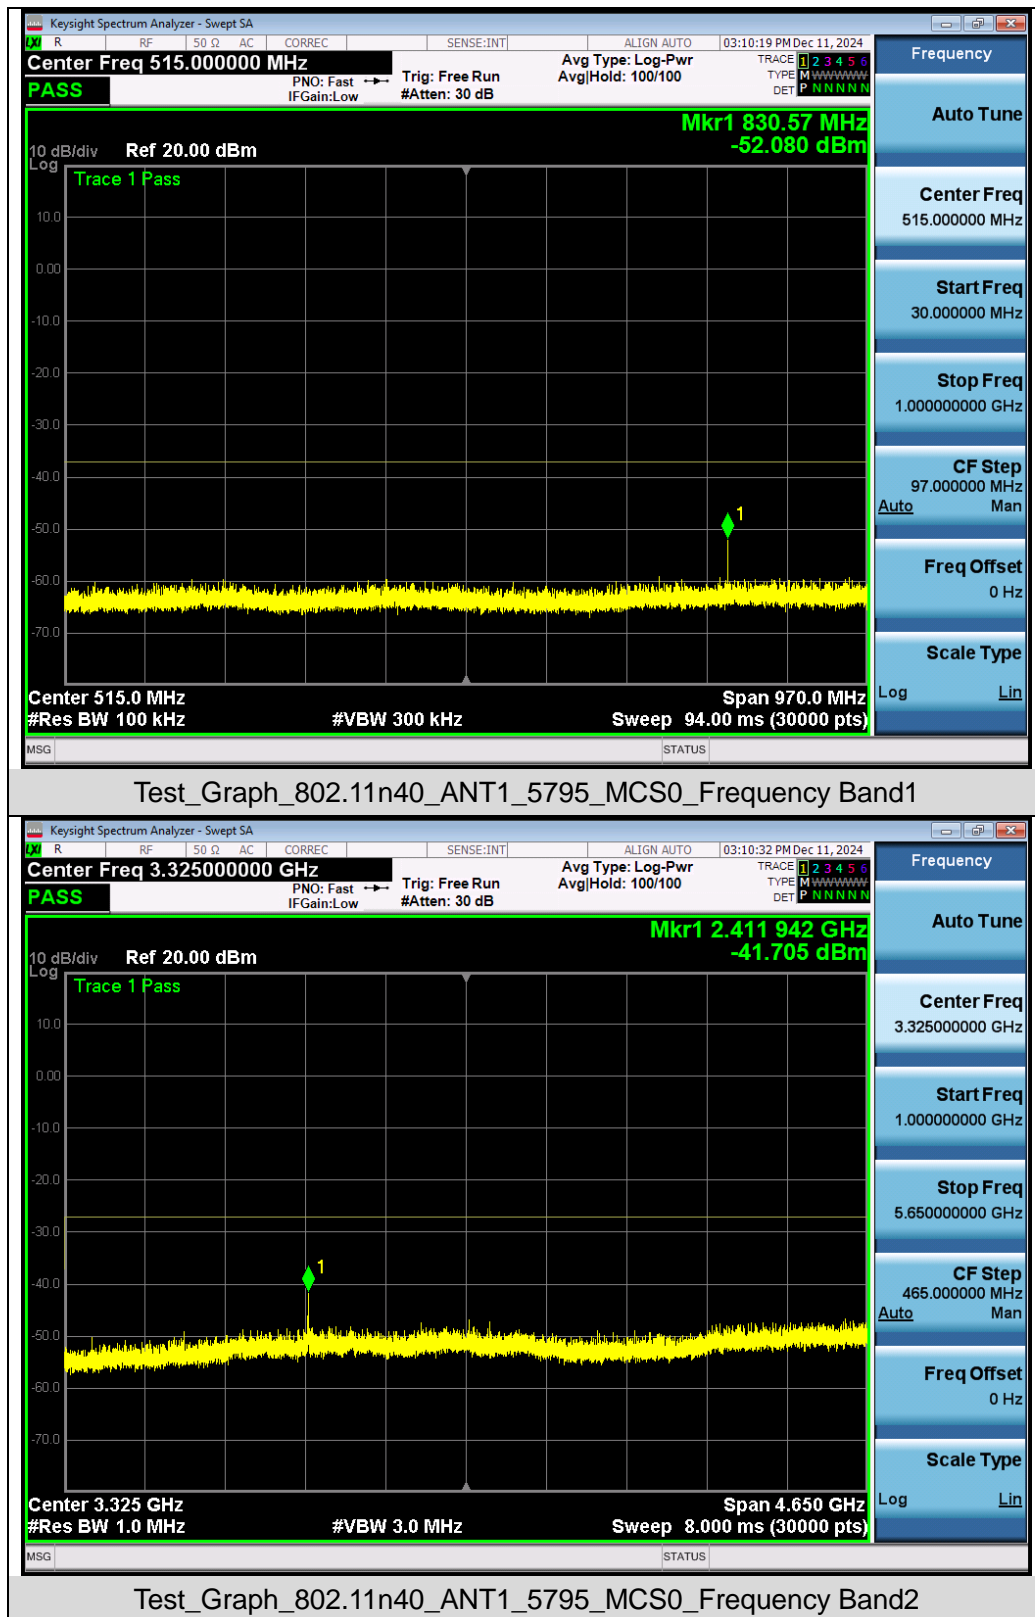 Keysight Spectrum Analyzer - Swept SA
LXI R RF 50 Ω AC CORREC SENSE:INT ALIGN AUTO 03:10:19 PM Dec 11, 2024
Center Freq 515.000000 MHz
PASS
PNO: Fast
IFGain:Low
Trig: Free Run
#Atten: 30 dB
Avg Type: Log-Pwr
Avg|Hold: 100/100
TRACE 1 2 3 4 5 6
TYPE M WWWWW
DET P N N N N N
Mkr1 830.57 MHz
-52.080 dBm
10 dB/div Ref 20.00 dBm
Log
Trace 1 Pass
10.0
0.00
-10.0
-20.0
-30.0
-40.0
-50.0
-60.0
-70.0
1
Center 515.0 MHz Span 970.0 MHz
#Res BW 100 kHz #VBW 300 kHz Sweep 94.00 ms (30000 pts)
MSG STATUS
Frequency
Auto Tune
Center Freq
515.000000 MHz
Start Freq
30.000000 MHz
Stop Freq
1.000000000 GHz
CF Step
97.000000 MHz
Auto Man
Freq Offset
0 Hz
Scale Type
Log Lin
Test_Graph_802.11n40_ANT1_5795_MCS0_Frequency Band1
Keysight Spectrum Analyzer - Swept SA
LXI R RF 50 Ω AC CORREC SENSE:INT ALIGN AUTO 03:10:32 PM Dec 11, 2024
Center Freq 3.325000000 GHz
PASS
PNO: Fast
IFGain:Low
Trig: Free Run
#Atten: 30 dB
Avg Type: Log-Pwr
Avg|Hold: 100/100
TRACE 1 2 3 4 5 6
TYPE M WWWWW
DET P N N N N N
Mkr1 2.411 942 GHz
-41.705 dBm
10 dB/div Ref 20.00 dBm
Log
Trace 1 Pass
10.0
0.00
-10.0
-20.0
-30.0
-40.0
-50.0
-60.0
-70.0
1
Center 3.325 GHz Span 4.650 GHz
#Res BW 1.0 MHz #VBW 3.0 MHz Sweep 8.000 ms (30000 pts)
MSG STATUS
Frequency
Auto Tune
Center Freq
3.325000000 GHz
Start Freq
1.000000000 GHz
Stop Freq
5.650000000 GHz
CF Step
465.000000 MHz
Auto Man
Freq Offset
0 Hz
Scale Type
Log Lin
Test_Graph_802.11n40_ANT1_5795_MCS0_Frequency Band2